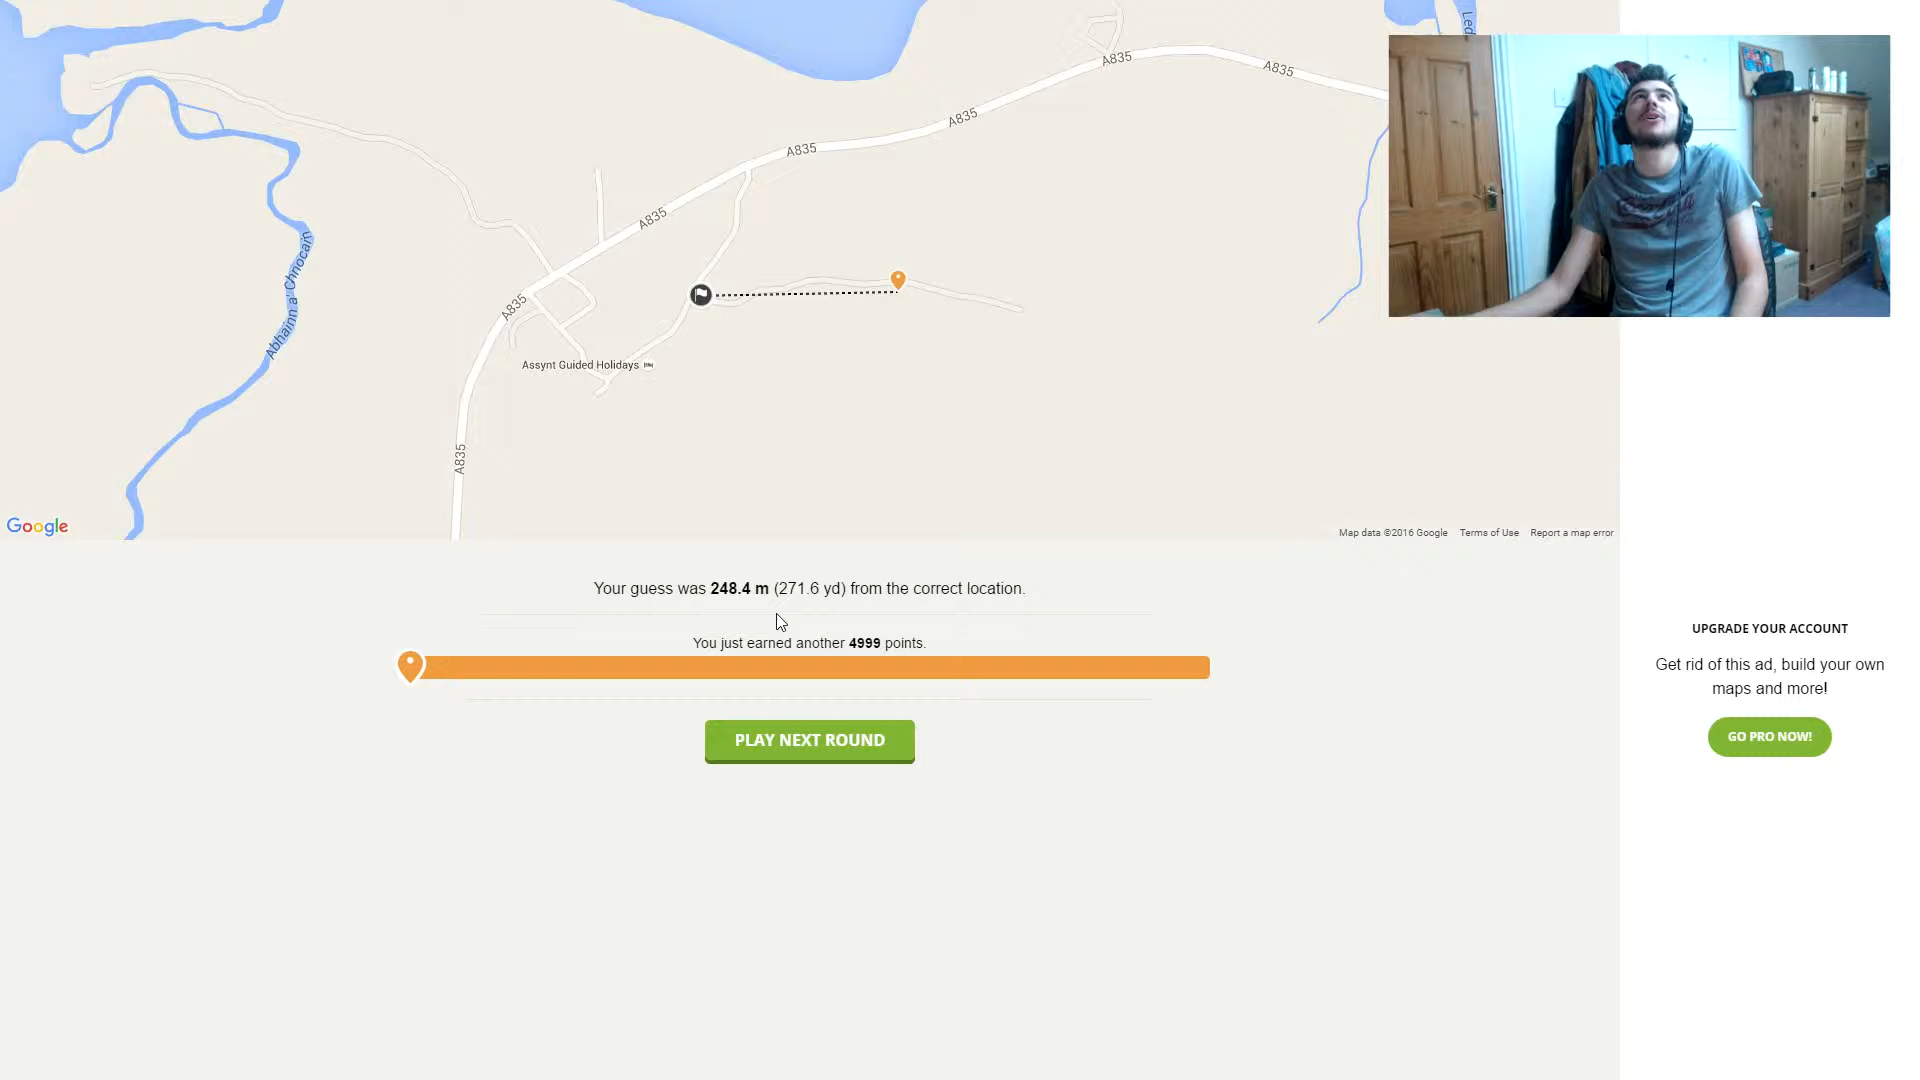 Led
A835
A835
A835
A835
A835
Abhainn a' Chnocain
A835
Assynt Guided Holidays
A835
Google
Map data ©2016 Google Terms of Use Report a map error
Your guess was 248.4 m (271.6 yd) from the correct location.
You just earned another 4999 points.
PLAY NEXT ROUND
UPGRADE YOUR ACCOUNT
Get rid of this ad, build your own
maps and more!
GO PRO NOW!